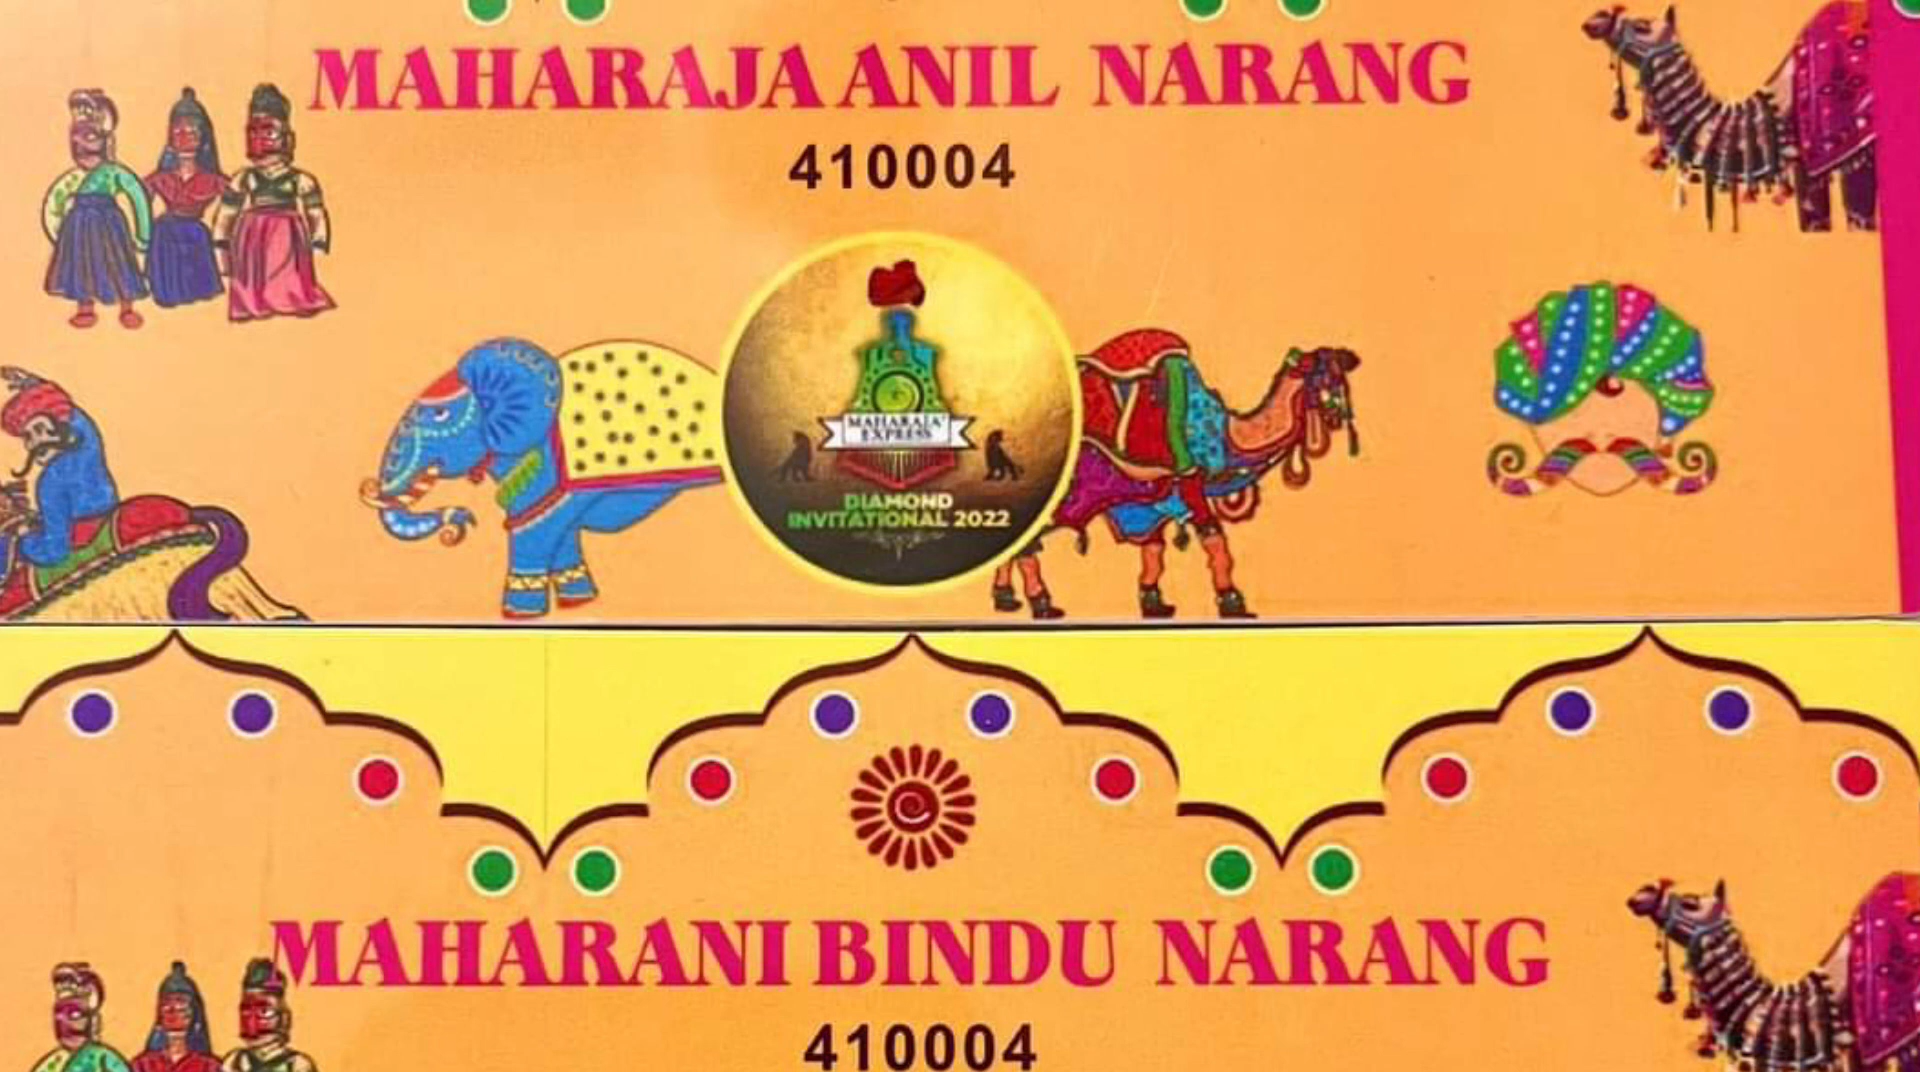 MAHARAJA ANIL NARANG
410004
MAHARAJA'
EXPRESS
DIAMOND
INVITATIONAL 2022
MAHARANI BINDU NARANG
410004